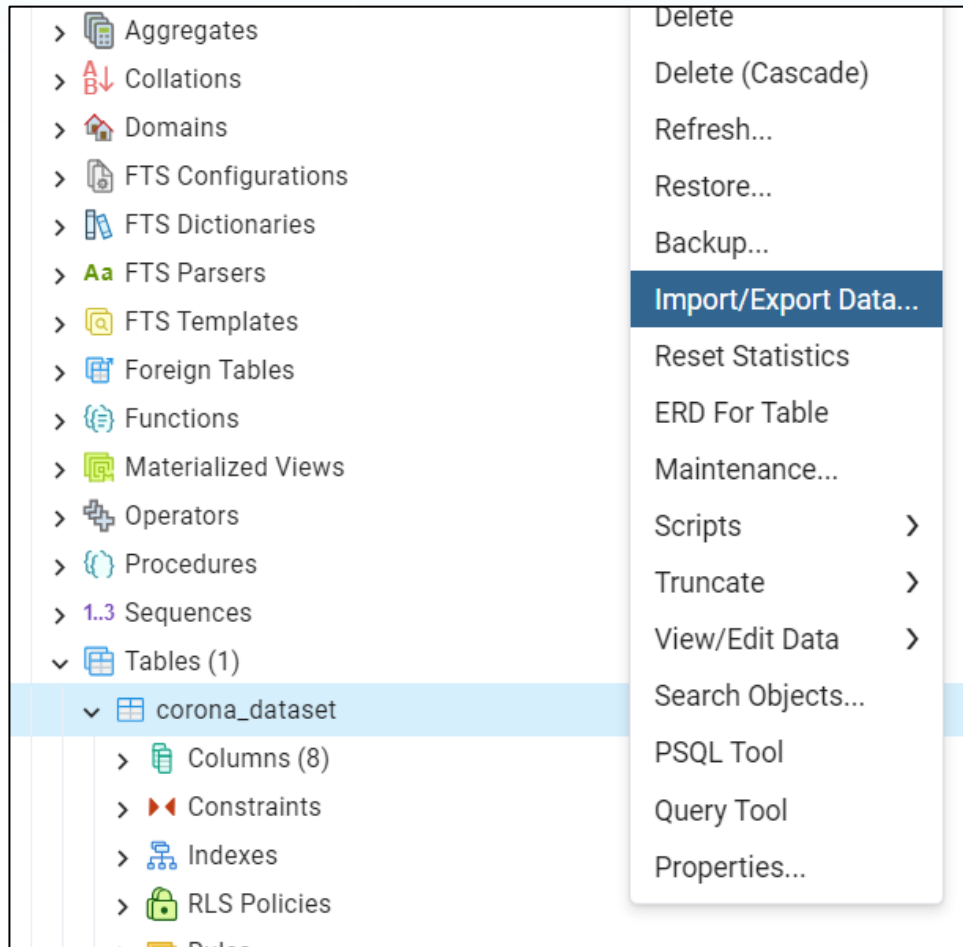 Aggregates
A
B
Collations
Domains
FTS Configurations
FTS Dictionaries
Aa FTS Parsers
FTS Templates
Foreign Tables
Functions
Materialized Views
Operators
Procedures
1..3 Sequences
Tables (1)
corona_dataset
Columns (8)
Constraints
Indexes
RLS Policies
Delete
Delete (Cascade)
Refresh...
Restore...
Backup...
Import/Export Data...
Reset Statistics
ERD For Table
Maintenance...
Scripts
Truncate
View/Edit Data
Search Objects...
PSQL Tool
Query Tool
Properties...